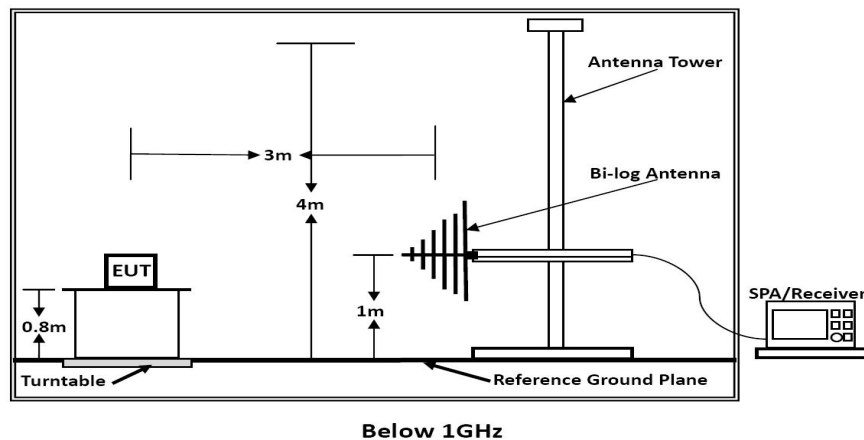 Antenna Tower
3m
Bi-log Antenna
4m
EUT
0.8m
1m
SPA/Receiver
Turntable
Reference Ground Plane
Below 1GHz